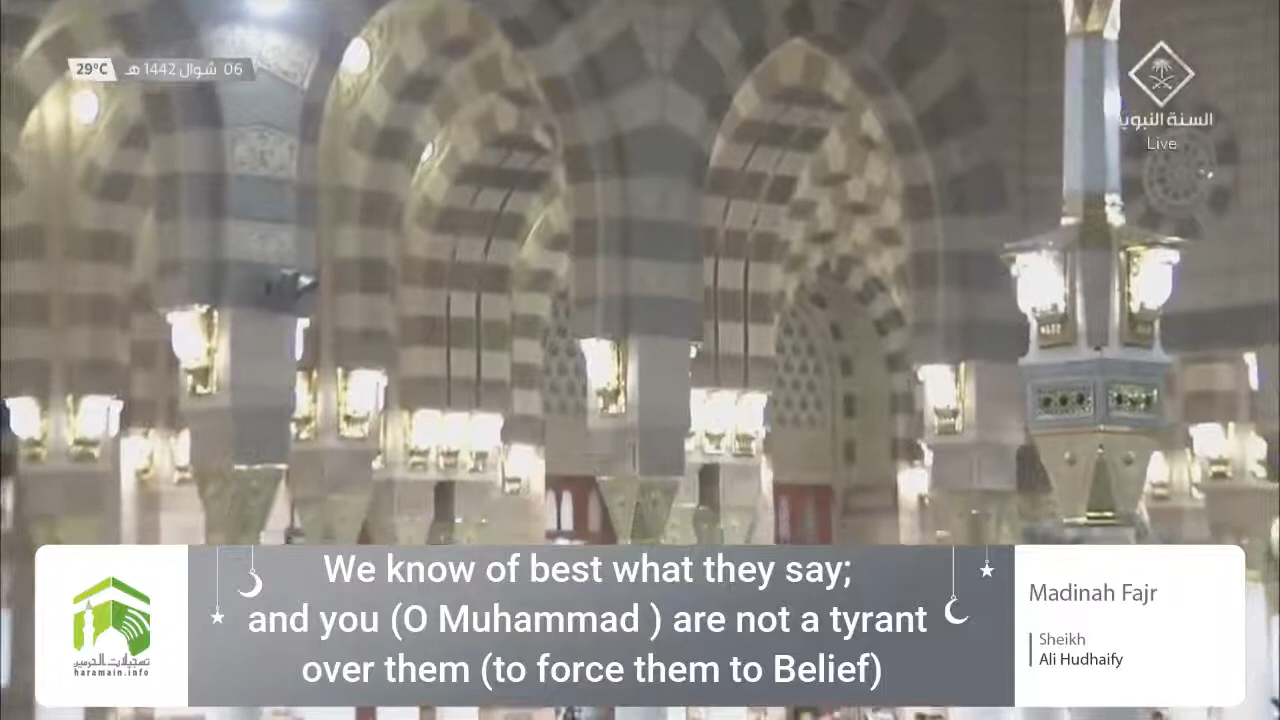 29°C
06 شوال 1442 هـ
السنة النبوية
Live
We know of best what they say;
and you (O Muhammad ) are not a tyrant
over them (to force them to Belief)
تسجيلات الحرمين
haramain.info
Madinah Fajr
Sheikh
Ali Hudhaify